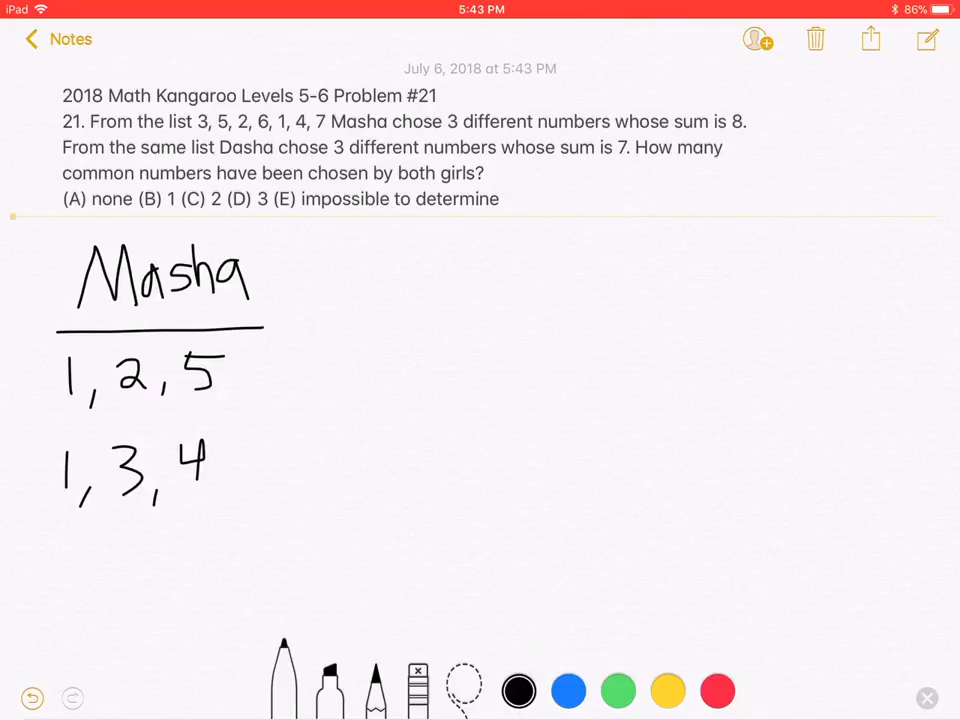 iPad 5:43 PM 86%
Notes
July 6, 2018 at 5:43 PM
2018 Math Kangaroo Levels 5-6 Problem #21
21. From the list 3, 5, 2, 6, 1, 4, 7 Masha chose 3 different numbers whose sum is 8.
From the same list Dasha chose 3 different numbers whose sum is 7. How many
common numbers have been chosen by both girls?
(A) none (B) 1 (C) 2 (D) 3 (E) impossible to determine
Masha
1, 2, 5
1, 3, 4